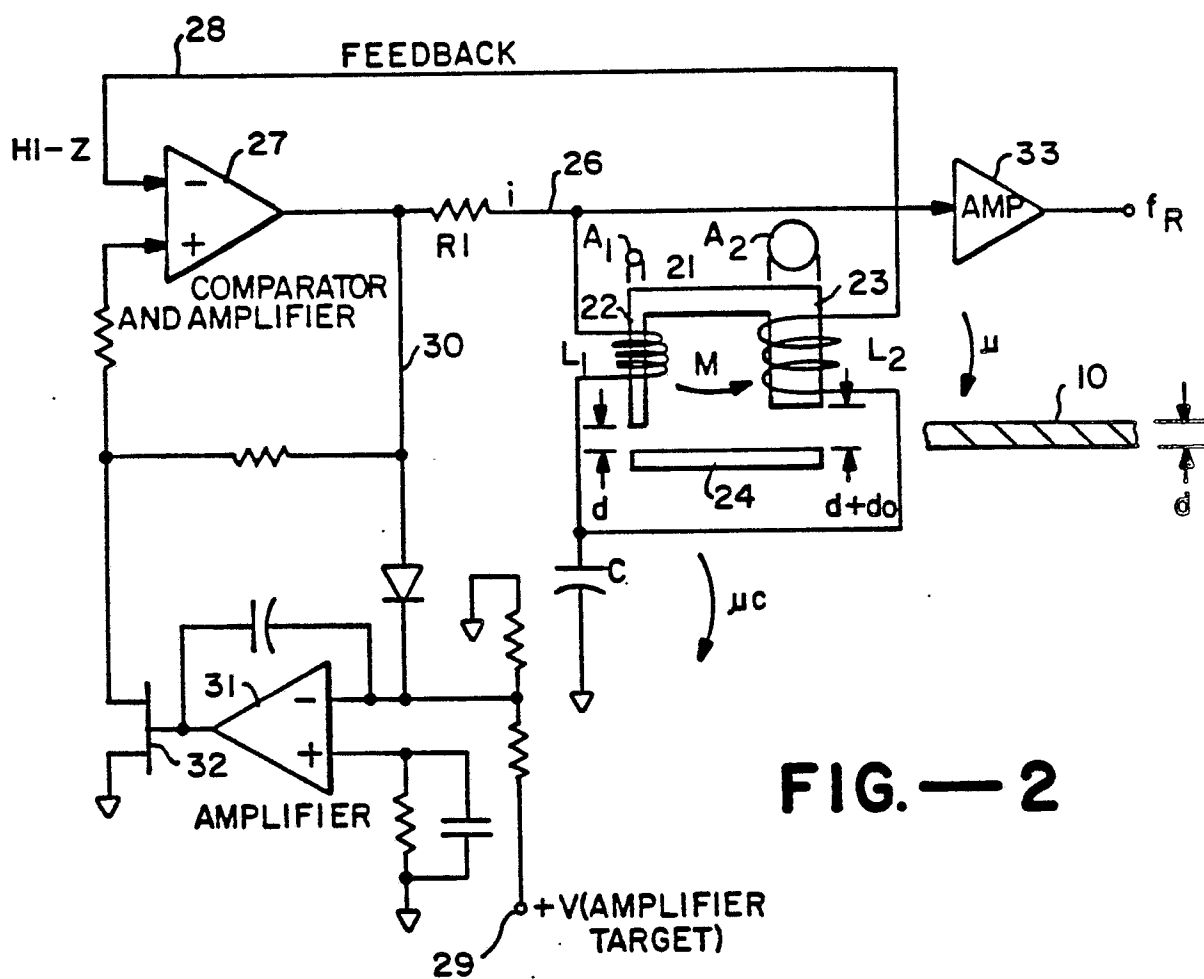 28
FEEDBACK
HI-Z
27
26
33
−
i
AMP
f R
+
R1
A1
A2
21
23
COMPARATOR
AND AMPLIFIER
22
30
L1
M
L2
μ
10
24
d
d+do
d
C
μc
31
−
+
32
AMPLIFIER
FIG.—2
+V(AMPLIFIER
TARGET)
29